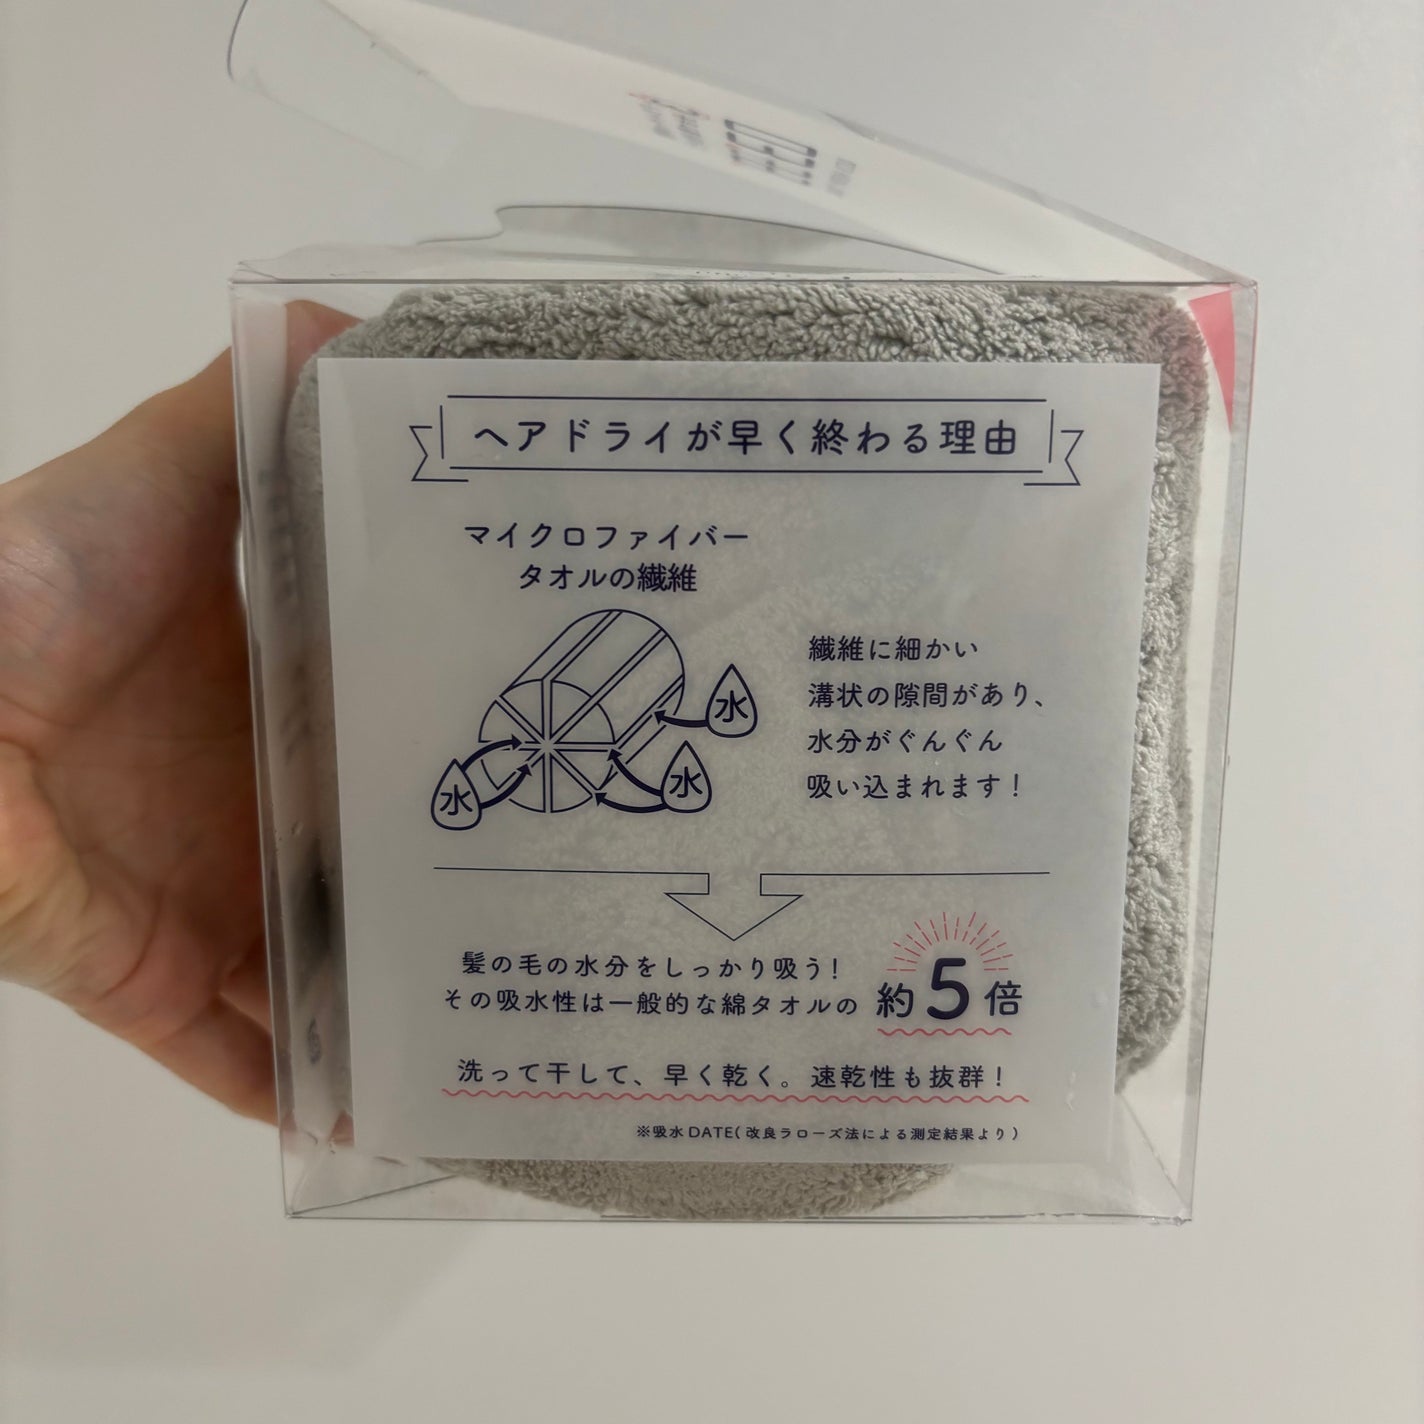 ヘアドライが早く終わる理由
マイクロファイバー
タオルの繊維
水
水
水
繊維に細かい
溝状の隙間があり、
水分がぐんぐん
吸い込まれます！
髪の毛の水分をしっかり吸う！
その吸水性は一般的な綿タオルの 約5倍
洗って干して、早く乾く。速乾性も抜群！
※吸水DATE(改良ラローズ法による測定結果より)